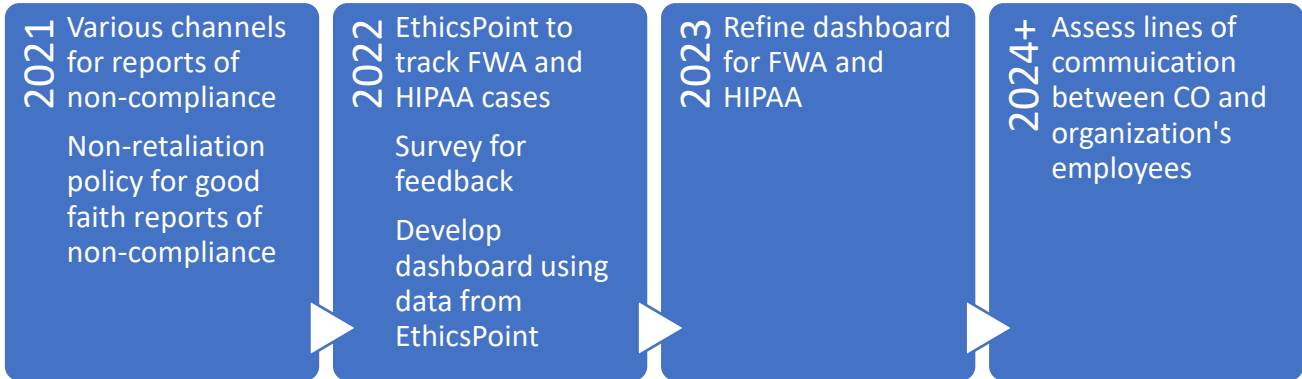 2021
Various channels
for reports of
non-compliance
Non-retaliation
policy for good
faith reports of
non-compliance
2022
EthicsPoint to
track FWA and
HIPAA cases
Survey for
feedback
Develop
dashboard using
data from
EthicsPoint
2023
Refine dashboard
for FWA and
HIPAA
2024+
Assess lines of
commuication
between CO and
organization's
employees